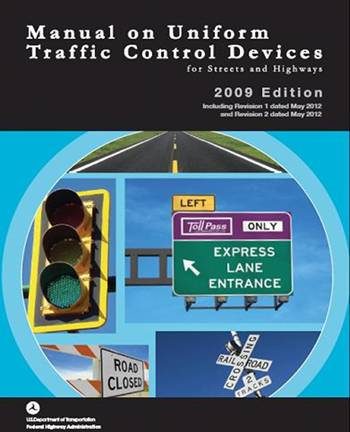 Manual on Uniform
Traffic Control Devices
for Streets and Highways
2009 Edition
Including Revision 1 dated May 2012
and Revision 2 dated May 2012
LEFT
Toll Pass ONLY
EXPRESS
LANE
ENTRANCE
ROAD
CLOSED
RAIL ROAD
CROSSING
2
TRACKS
U.S. Department of Transportation
Federal Highway Administration